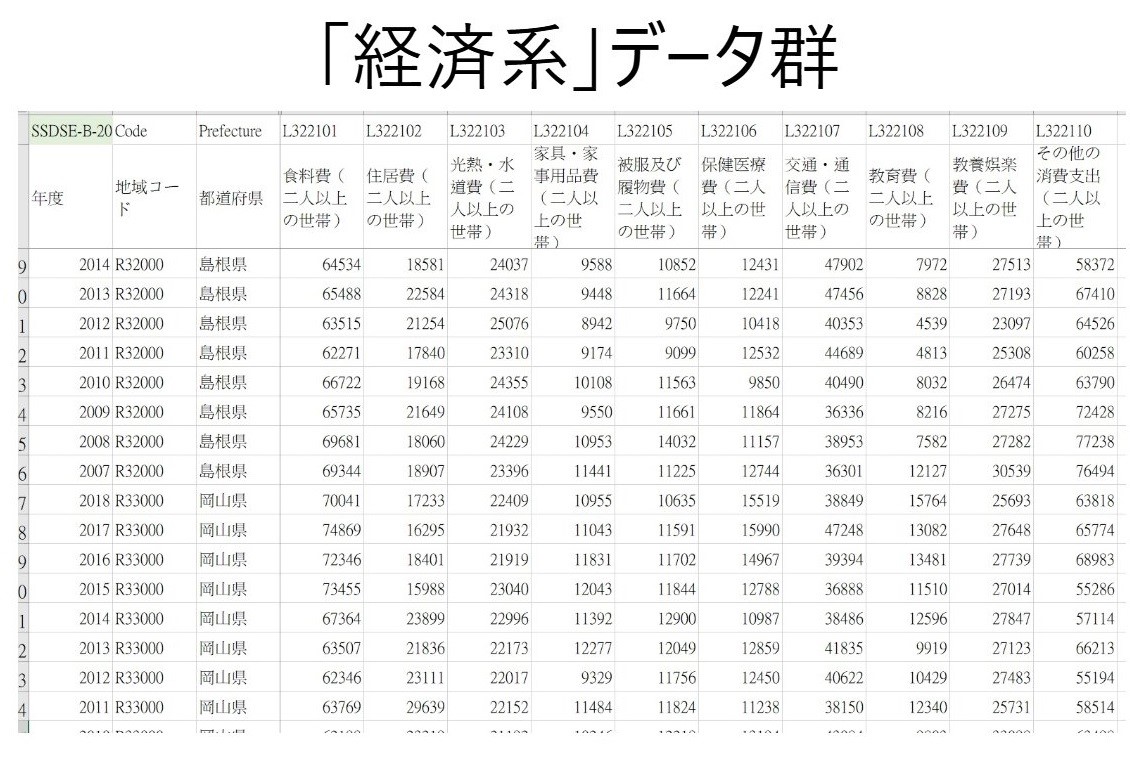 「経済系」データ群
SSDSE-B-20 Code Prefecture L322101 L322102 L322103 L322104 L322105 L322106 L322107 L322108 L322109 L322110
年度 地域コード 都道府県 食料費（二人以上の世帯） 住居費（二人以上の世帯） 光熱・水道費（二人以上の世帯） 家具・家事用品費（二人以上の世帯） 被服及び履物費（二人以上の世帯） 保健医療費（二人以上の世帯） 交通・通信費（二人以上の世帯） 教育費（二人以上の世帯） 教養娯楽費（二人以上の世帯） その他の消費支出（二人以上の世帯）
9 2014 R32000 島根県 64534 18581 24037 9588 10852 12431 47902 7972 27513 58372
0 2013 R32000 島根県 65488 22584 24318 9448 11664 12241 47456 8828 27193 67410
1 2012 R32000 島根県 63515 21254 25076 8942 9750 10418 40353 4539 23097 64526
2 2011 R32000 島根県 62271 17840 23310 9174 9099 12532 44689 4813 25308 60258
3 2010 R32000 島根県 66722 19168 24355 10108 11563 9850 40490 8032 26474 63790
4 2009 R32000 島根県 65735 21649 24108 9550 11661 11864 36336 8216 27275 72428
5 2008 R32000 島根県 69681 18060 24229 10953 14032 11157 38953 7582 27282 77238
6 2007 R32000 島根県 69344 18907 23396 11441 11225 12744 36301 12127 30539 76494
7 2018 R33000 岡山県 70041 17233 22409 10955 10635 15519 38849 15764 25693 63818
8 2017 R33000 岡山県 74869 16295 21932 11043 11591 15990 47248 13082 27648 65774
9 2016 R33000 岡山県 72346 18401 21919 11831 11702 14967 39394 13481 27739 68983
0 2015 R33000 岡山県 73455 15988 23040 12043 11844 12788 36888 11510 27014 55286
1 2014 R33000 岡山県 67364 23899 22996 11392 12900 10987 38486 12596 27847 57114
2 2013 R33000 岡山県 63507 21836 22173 12277 12049 12859 41835 9919 27123 66213
3 2012 R33000 岡山県 62346 23111 22017 9329 11756 12450 40622 10429 27483 55194
4 2011 R33000 岡山県 63769 29639 22152 11484 11824 11238 38150 12340 25731 58514